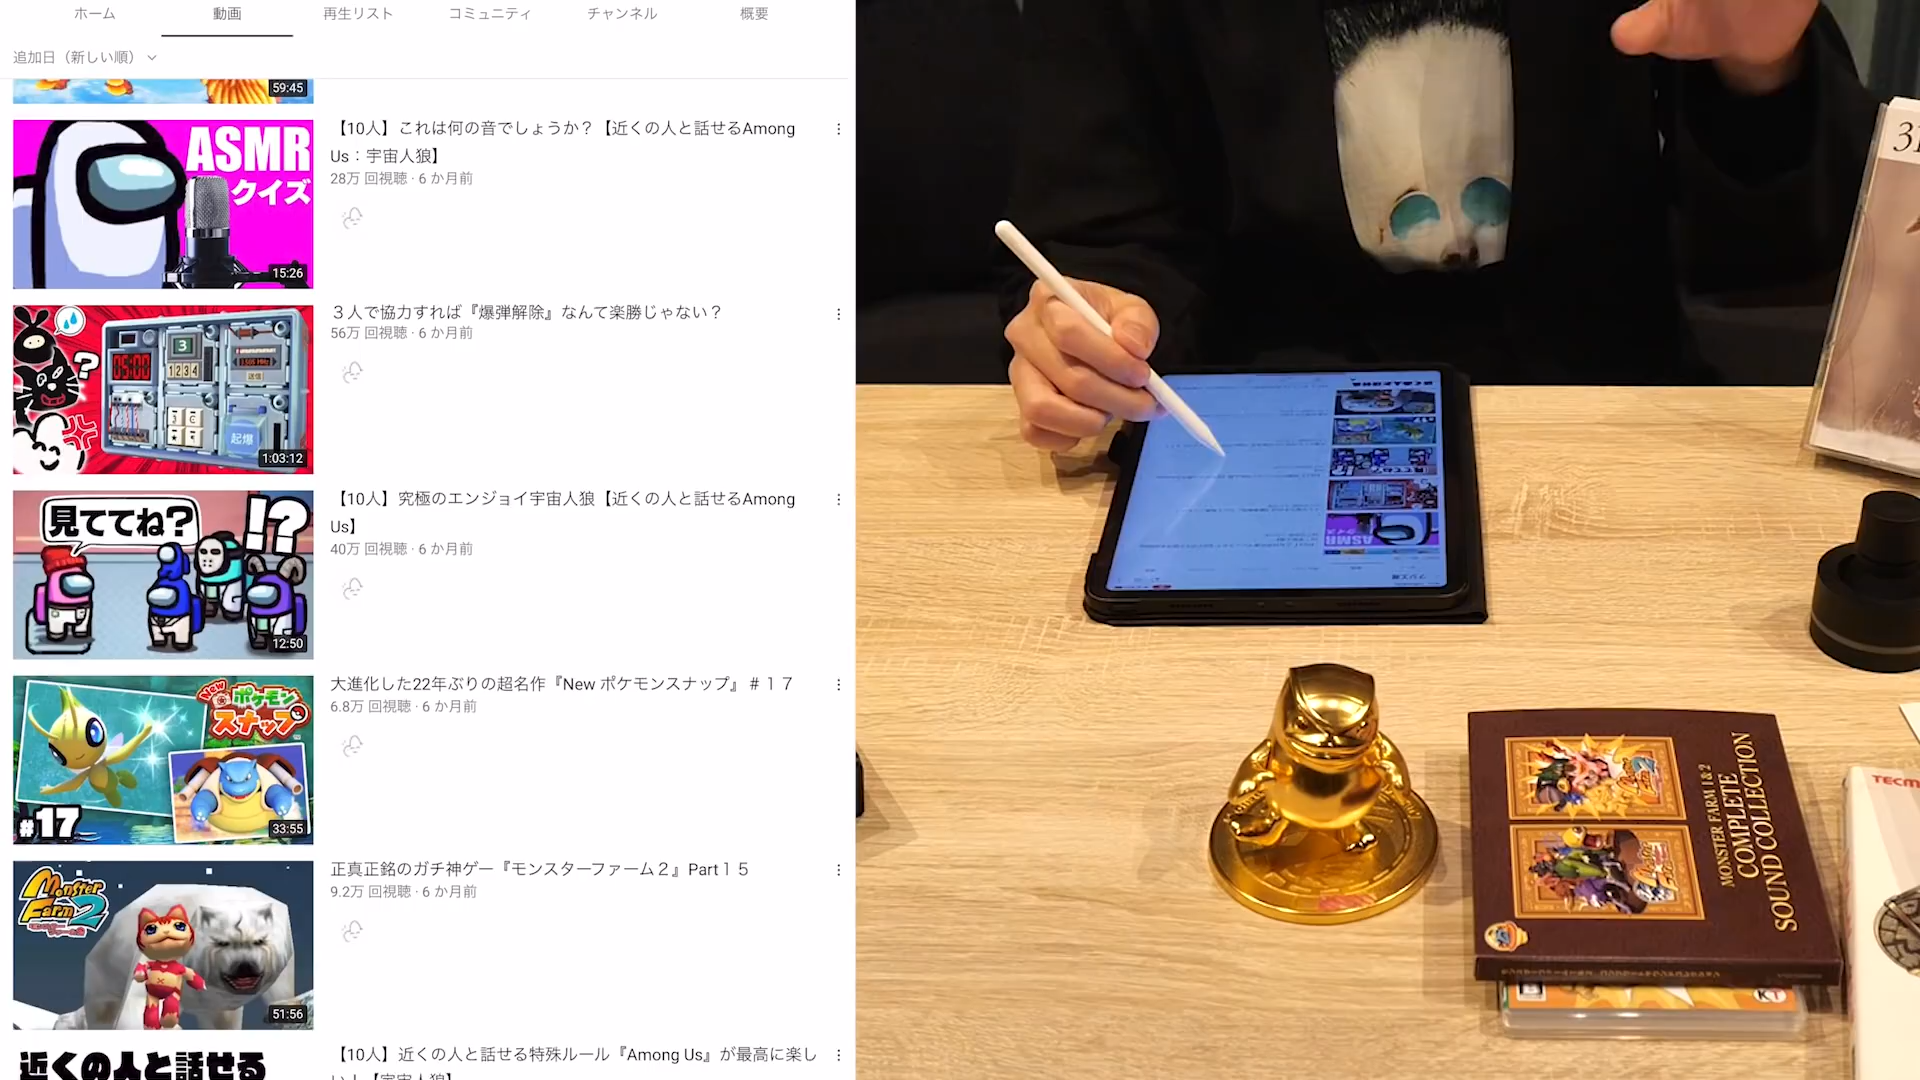 ホーム
動画
再生リスト
コミュニティ
チャンネル
概要
追加日（新しい順）
59:45
ASMR
クイズ
15:26
【10人】これは何の音でしょうか？【近くの人と話せるAmong
Us：宇宙人狼】
28万 回視聴・6 か月前
?
05:00
3
1234
送信
起爆
1:03:12
３人で協力すれば『爆弾解除』なんて楽勝じゃない？
56万 回視聴・6 か月前
見ててね?
!?
12:50
【10人】究極のエンジョイ宇宙人狼【近くの人と話せるAmong
Us】
40万 回視聴・6 か月前
New
ポケモン
スナップ
#17
33:55
大進化した22年ぶりの超名作『New ポケモンスナップ』＃１７
6.8万 回視聴・6 か月前
Monster
Farm 2
51:56
正真正銘のガチ神ゲー『モンスターファーム２』Part１５
9.2万 回視聴・6 か月前
近くの人と話せる
【10人】近くの人と話せる特殊ルール『Among Us』が最高に楽し
い！【宇宙人狼】
MONSTER FARM 1 & 2
COMPLETE
SOUND COLLECTION
TECM
KT